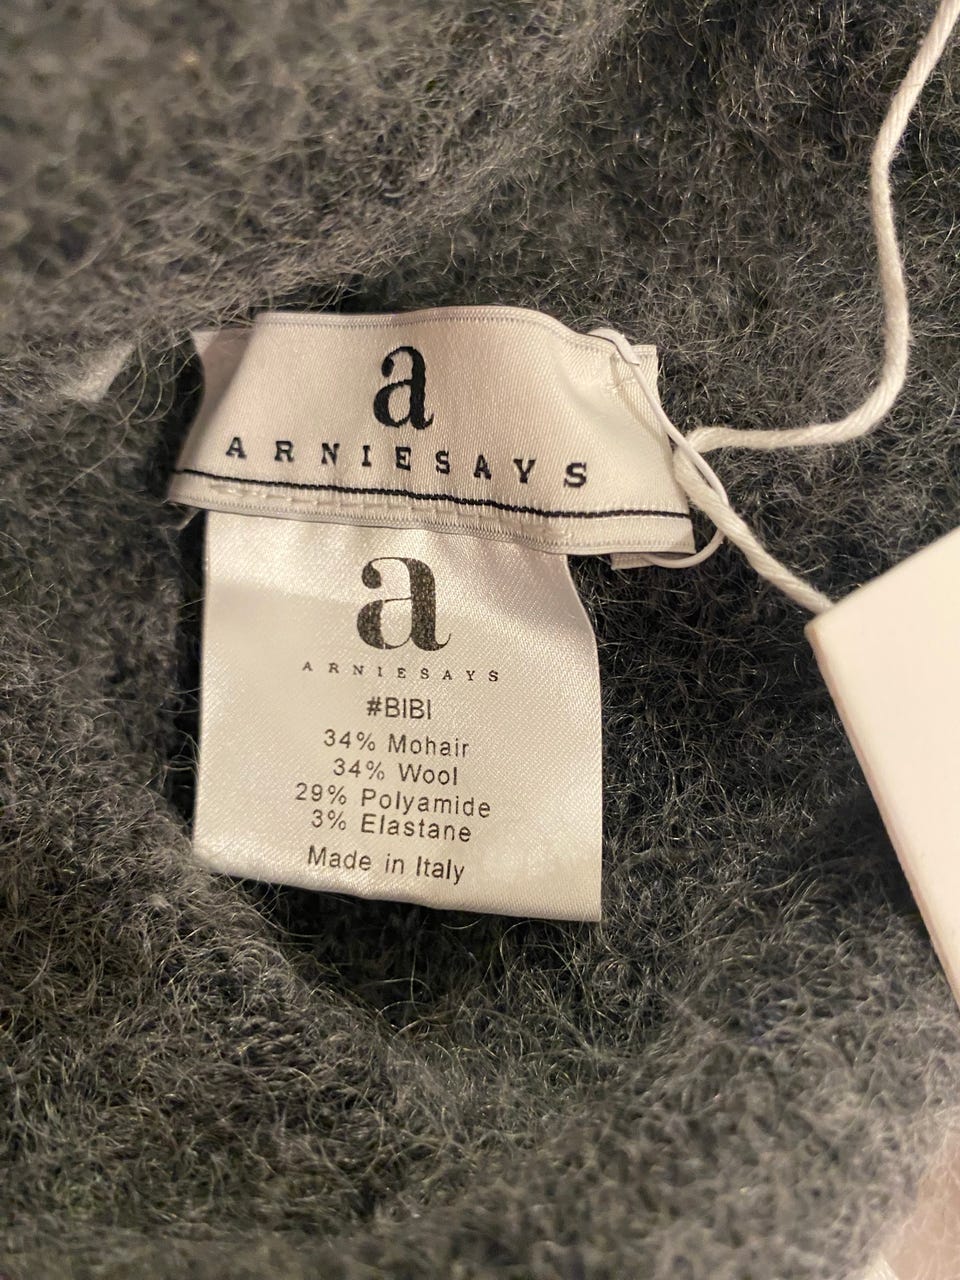 a
ARNIESAYS
a
ARNIESAYS
#BIBI
34% Mohair
34% Wool
29% Polyamide
3% Elastane
Made in Italy